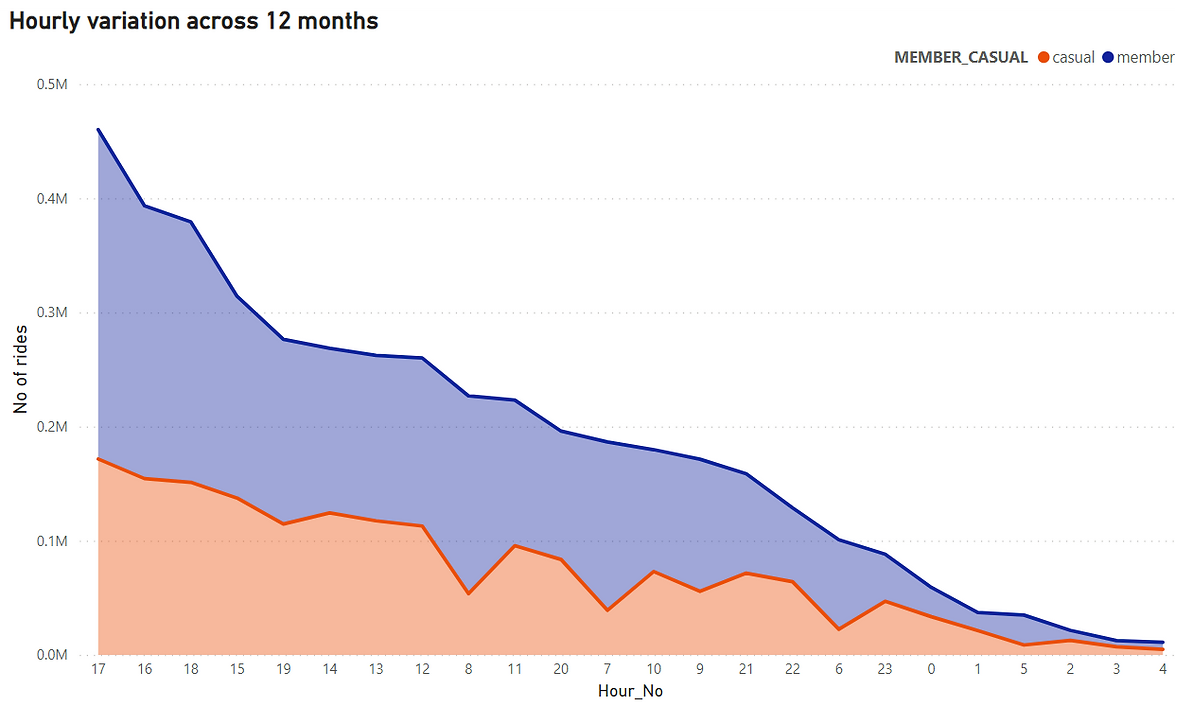 Hourly variation across 12 months
MEMBER_CASUAL casual member
0.5M
0.4M
0.3M
0.2M
0.1M
0.0M
No of rides
17 16 18 15 19 14 13 12 8 11 20 7 10 9 21 22 6 23 0 1 5 2 3 4
Hour_No